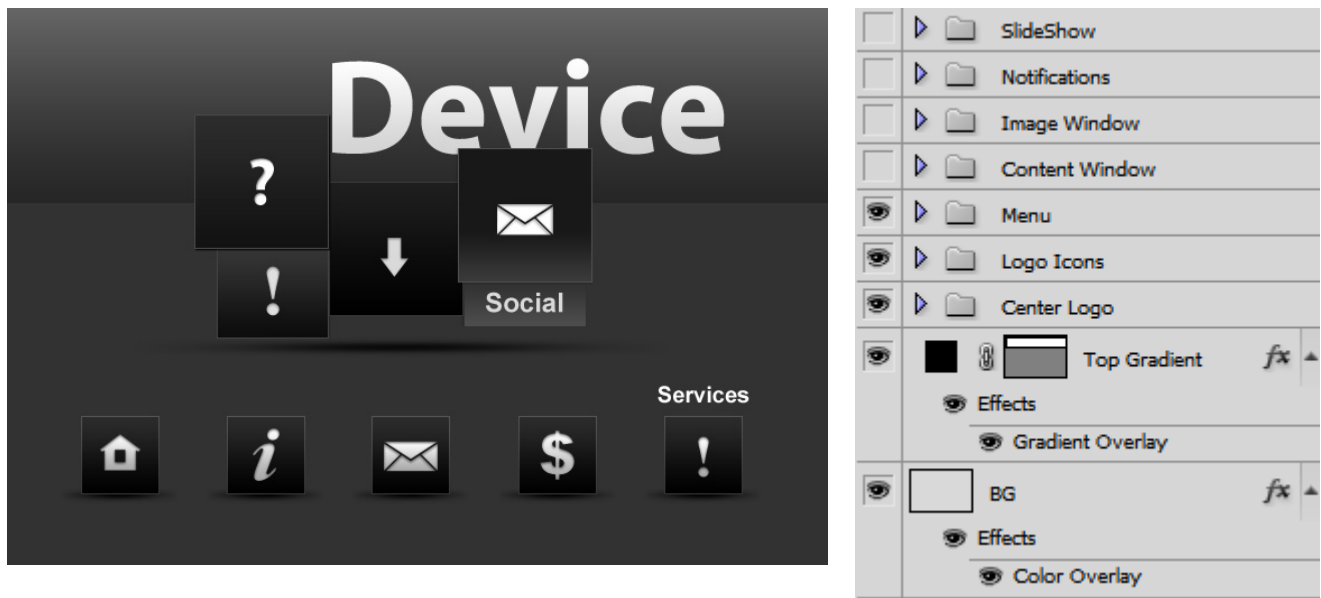 Device
?
!
Social
Services
i
$
!
SlideShow
Notifications
Image Window
Content Window
Menu
Logo Icons
Center Logo
Top Gradient fx
Effects
Gradient Overlay
BG fx
Effects
Color Overlay